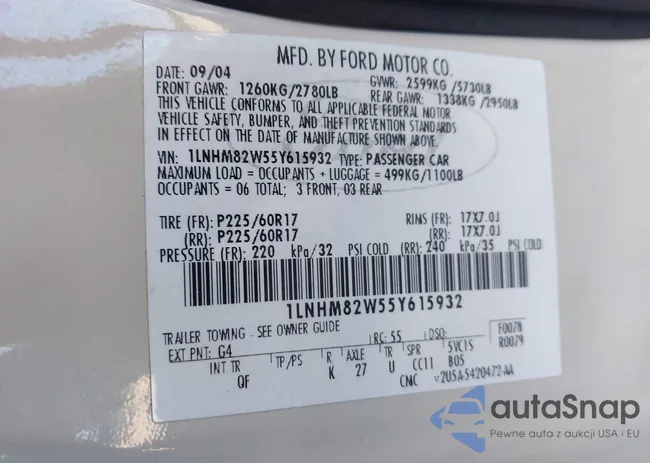 MFD. BY FORD MOTOR CO.
DATE: 09/04 GVWR: 2599KG/5730LB
FRONT GAWR: 1260KG/2780LB REAR GAWR: 1338KG/2950LB
THIS VEHICLE CONFORMS TO ALL APPLICABLE FEDERAL MOTOR
VEHICLE SAFETY, BUMPER, AND THEFT PREVENTION STANDARDS
IN EFFECT ON THE DATE OF MANUFACTURE SHOWN ABOVE.
VIN: 1LNHM82W55Y615932 TYPE: PASSENGER CAR
MAXIMUM LOAD = OCCUPANTS + LUGGAGE = 499KG/1100LB
OCCUPANTS = 06 TOTAL; 3 FRONT, 03 REAR
TIRE (FR): P225/60R17 RIMS (FR): 17X7.0J
(RR): P225/60R17 (RR): 17X7.0J
PRESSURE (FR): 220 kPa/32 PSI COLD (RR): 240 kPa/35 PSI COLD
1LNHM82W55Y615932
TRAILER TOWING - SEE OWNER GUIDE
EXT PNT: G4 RC: 55 DSO: F0078
INT TR TP/PS R AXLE TR SPR 5VC15 R0079
OF K 27 U CC11 B05
CNC V2U5A-5420472-AA
autaSnap
Pewne auta z aukcji USA i EU